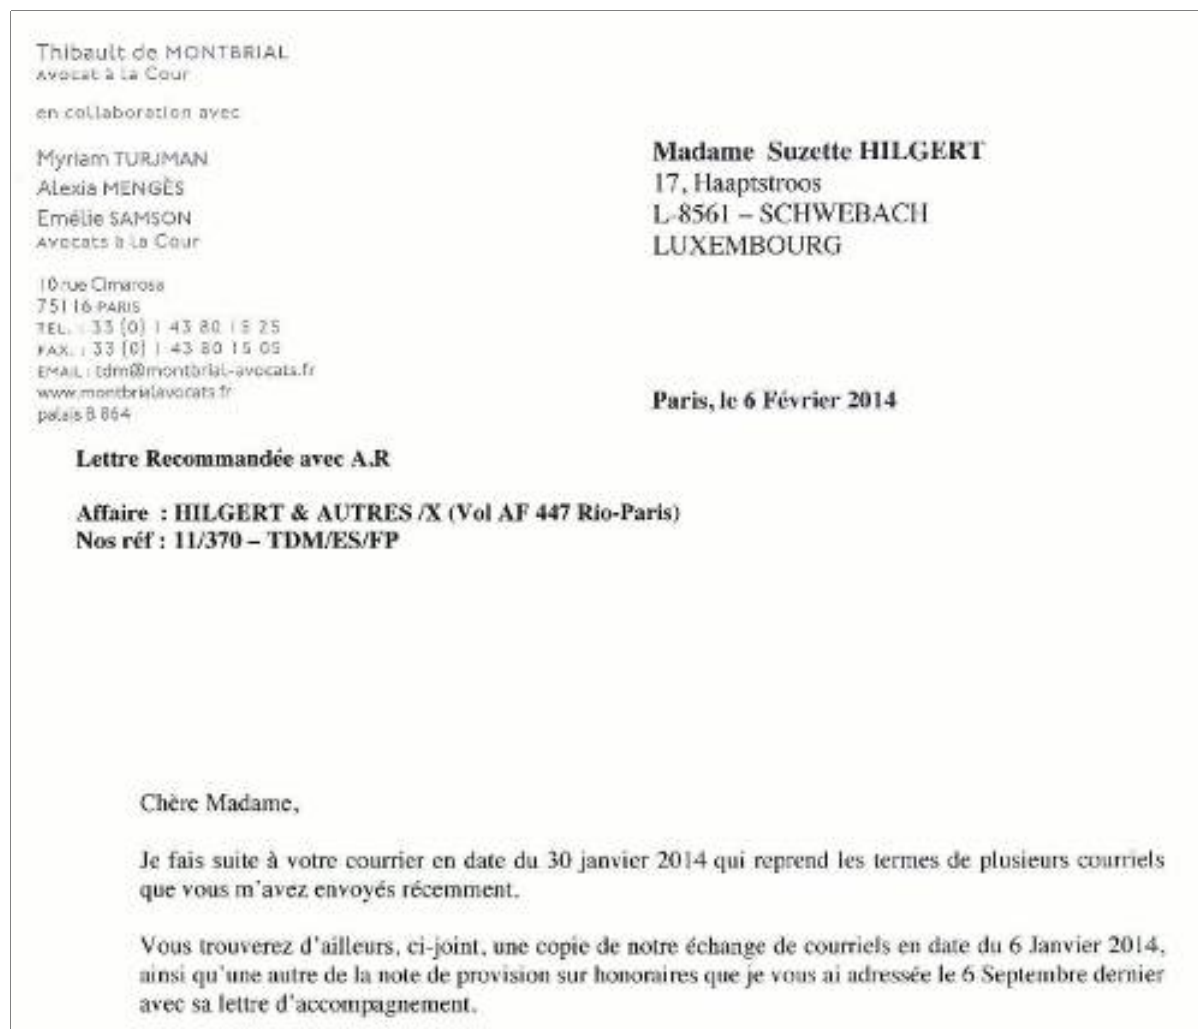 Thibault de MONTBRIAL
Avocat à la Cour
en collaboration avec
Myriam TURJMAN
Alexia MENGÈS
Emélie SAMSON
Avocats à la Cour
10 rue Cimarosa
75116 PARIS
TEL. : 33 (0) 1 43 80 15 25
FAX. : 33 (0) 1 43 80 15 05
EMAIL : tdm@montbrial-avocats.fr
www.montbrialavocats.fr
palais B 864
Madame Suzette HILGERT
17, Haaptstroos
L-8561 – SCHWEBACH
LUXEMBOURG
Paris, le 6 Février 2014
Lettre Recommandée avec A.R
Affaire : HILGERT & AUTRES /X (Vol AF 447 Rio-Paris)
Nos réf : 11/370 – TDM/ES/FP
Chère Madame,
Je fais suite à votre courrier en date du 30 janvier 2014 qui reprend les termes de plusieurs courriels
que vous m'avez envoyés récemment.
Vous trouverez d'ailleurs, ci-joint, une copie de notre échange de courriels en date du 6 Janvier 2014,
ainsi qu'une autre de la note de provision sur honoraires que je vous ai adressée le 6 Septembre dernier
avec sa lettre d'accompagnement.